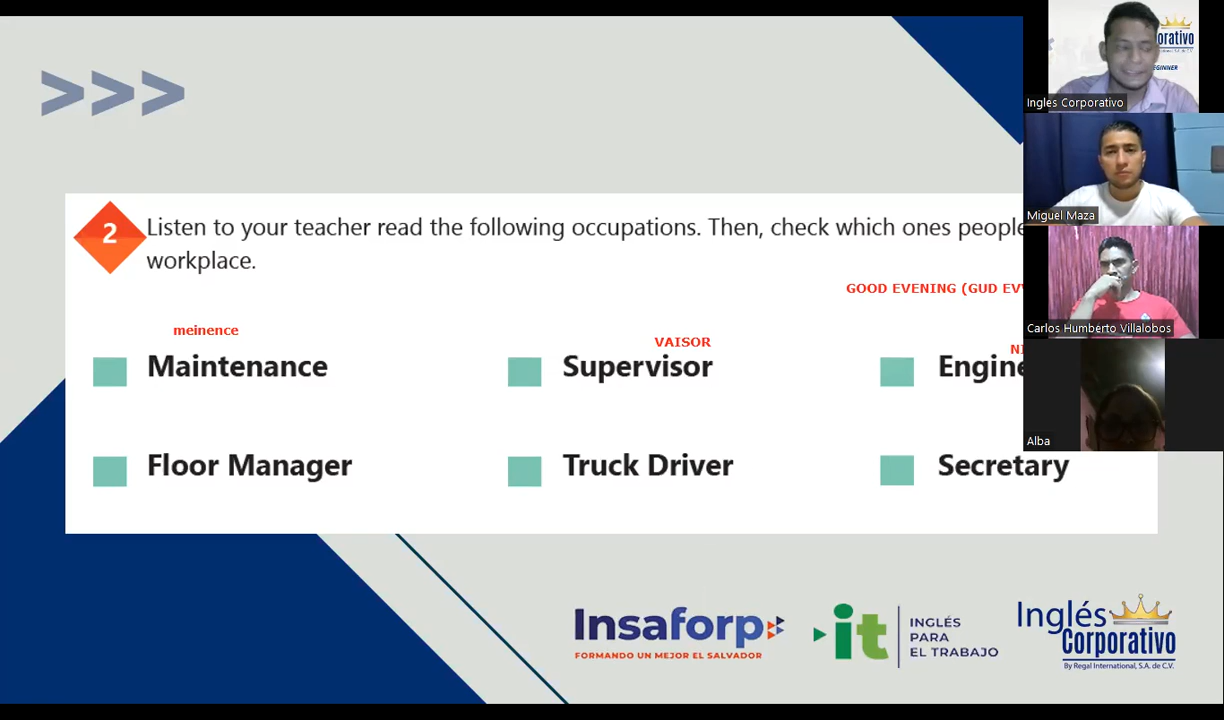 >>>
2
Listen to your teacher read the following occupations. Then, check which ones people
workplace.
GOOD EVENING (GUD
meinence
VAISOR
Maintenance
Supervisor
Floor Manager
Truck Driver
Secretary
Insaforp
FORMANDO UN MEJOR EL SALVADOR
it
INGLÉS
PARA
EL TRABAJO
Inglés
Corporativo
By Regal International, S.A. de C.V.
Inglés Corporativo
Miguel Maza
Carlos Humberto Villalobos
Alba